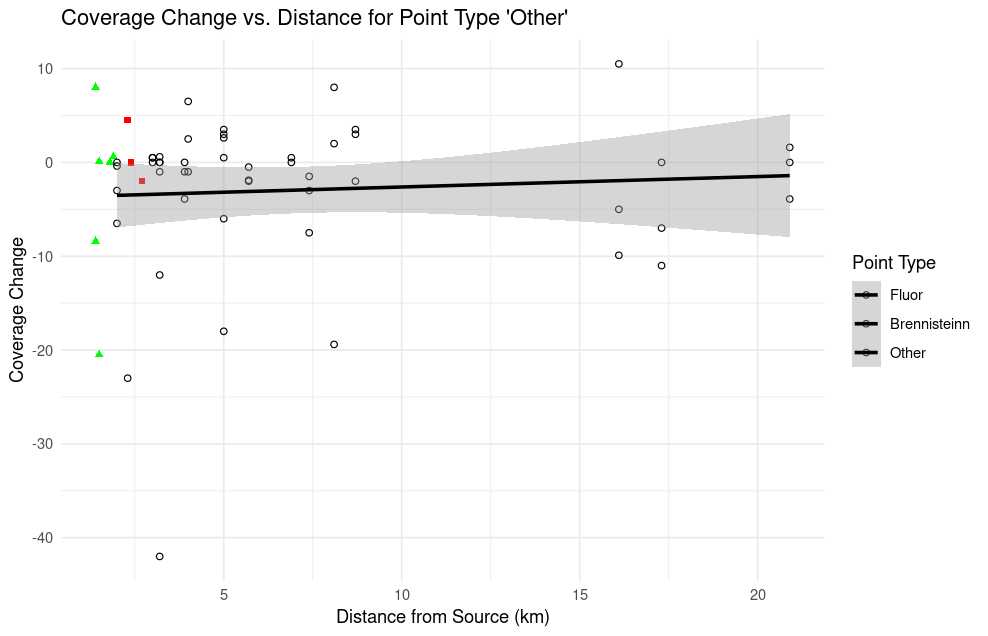 Coverage Change vs. Distance for Point Type 'Other'
Coverage Change
10
0
-10
-20
-30
-40
5
10
15
20
Distance from Source (km)
Point Type
Fluor
Brennisteinn
Other